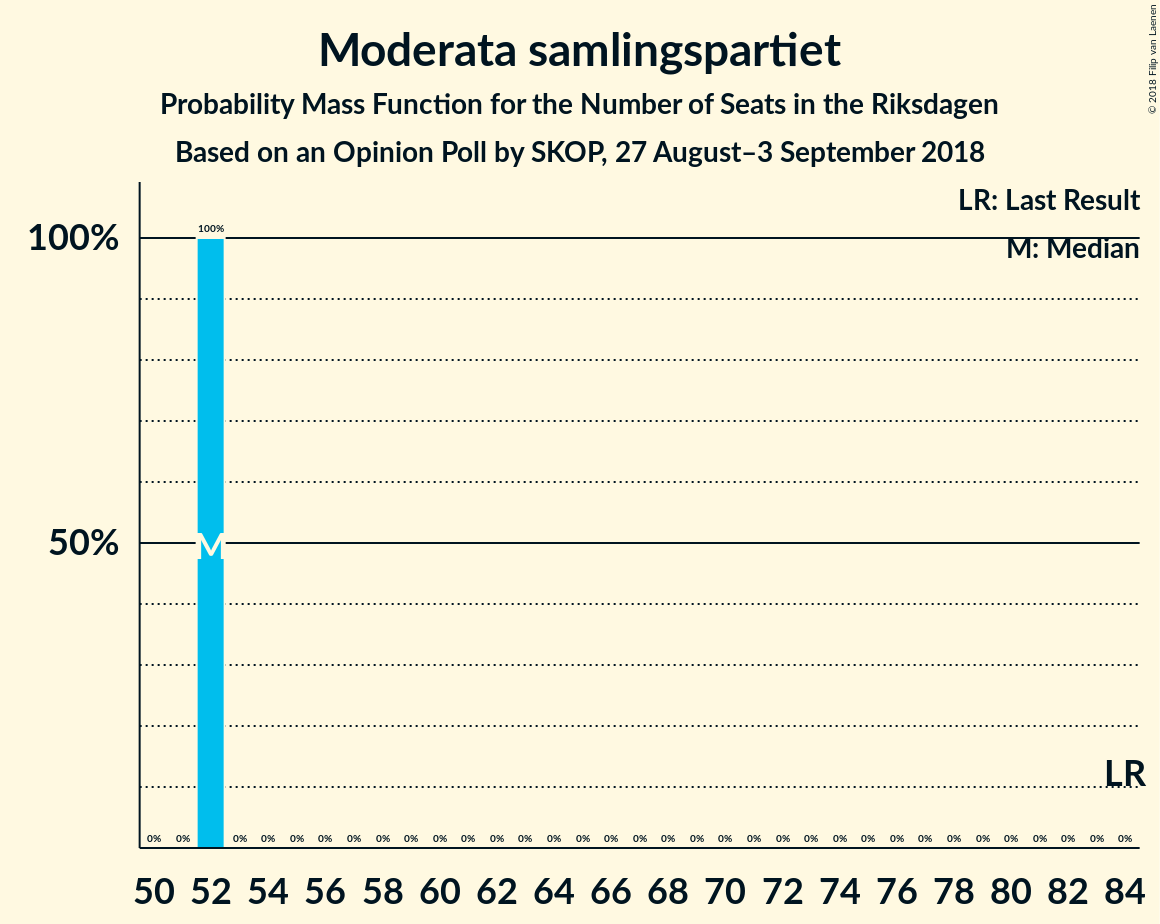 Moderata samlingspartiet
Probability Mass Function for the Number of Seats in the Riksdagen
Based on an Opinion Poll by SKOP, 27 August–3 September 2018
© 2018 Filip van Laenen
LR: Last Result
M: Median
100%
100%
50%
M
LR
0% 0% 0% 0% 0% 0% 0% 0% 0% 0% 0% 0% 0% 0% 0% 0% 0% 0% 0% 0% 0% 0% 0% 0% 0% 0% 0% 0% 0% 0% 0% 0% 0% 0%
50 52 54 56 58 60 62 64 66 68 70 72 74 76 78 80 82 84